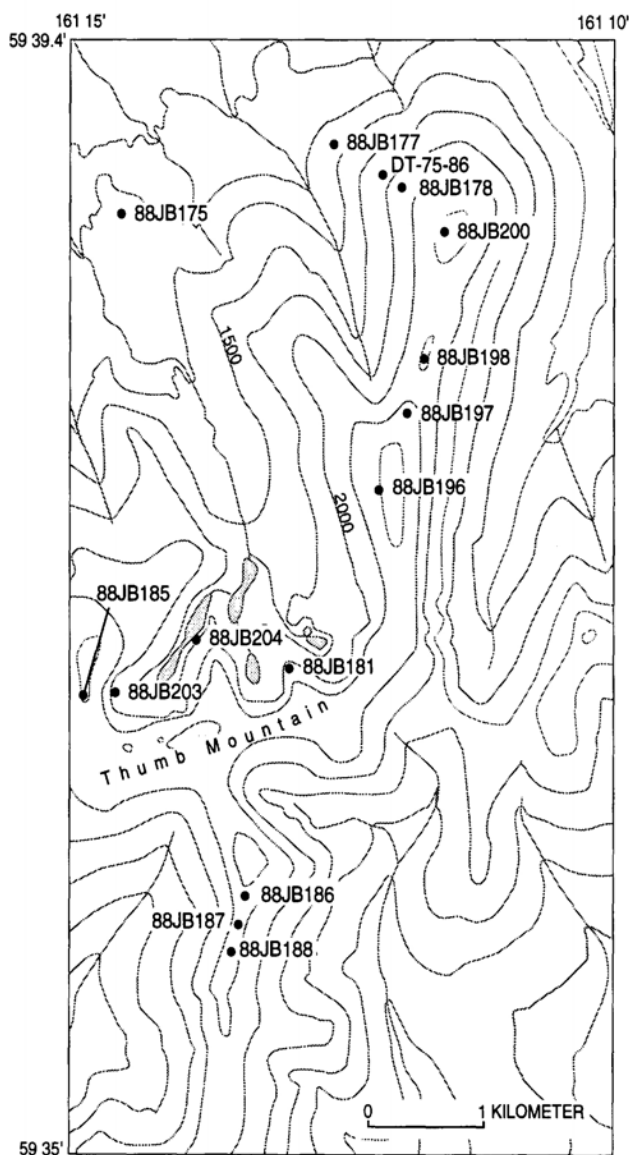 161 15'
161 10'
59 39.4'
88JB177
DT-75-86
88JB178
88JB175
88JB200
1500
88JB198
88JB197
88JB196
2000
88JB185
88JB204
88JB181
88JB203
Thumb Mountain
88JB186
88JB187
88JB188
0 1 KILOMETER
59 35'